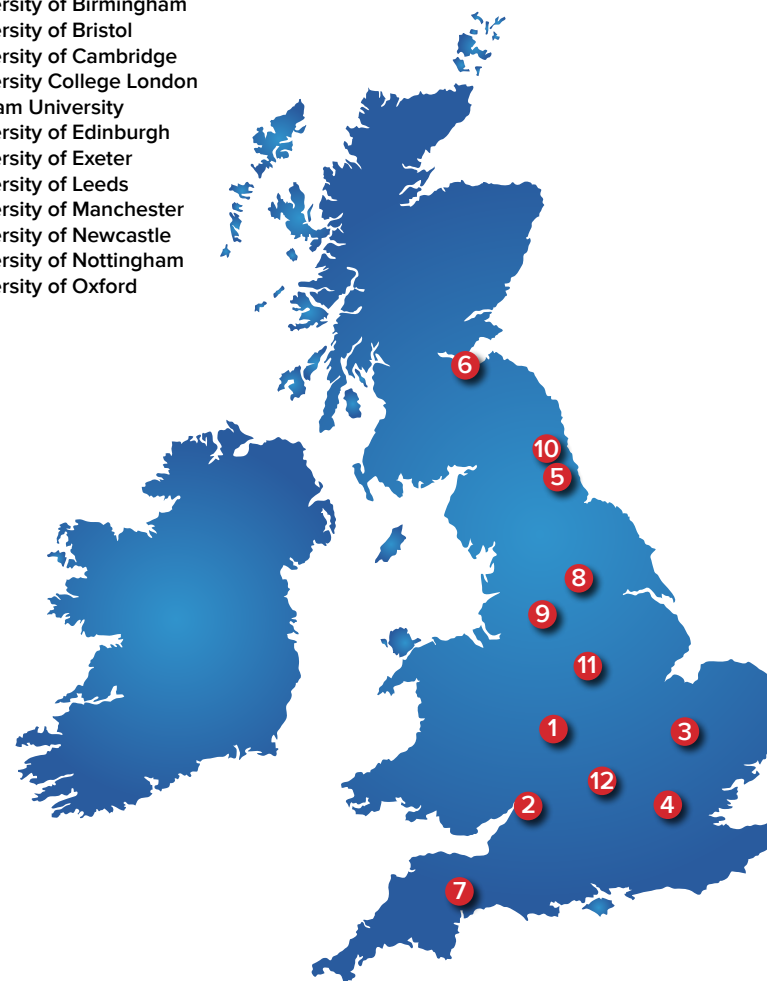 ersity of Birmingham
ersity of Bristol
ersity of Cambridge
ersity College London
am University
ersity of Edinburgh
ersity of Exeter
ersity of Leeds
ersity of Manchester
ersity of Newcastle
ersity of Nottingham
ersity of Oxford
6
10
5
8
9
11
1
3
12
2
4
7